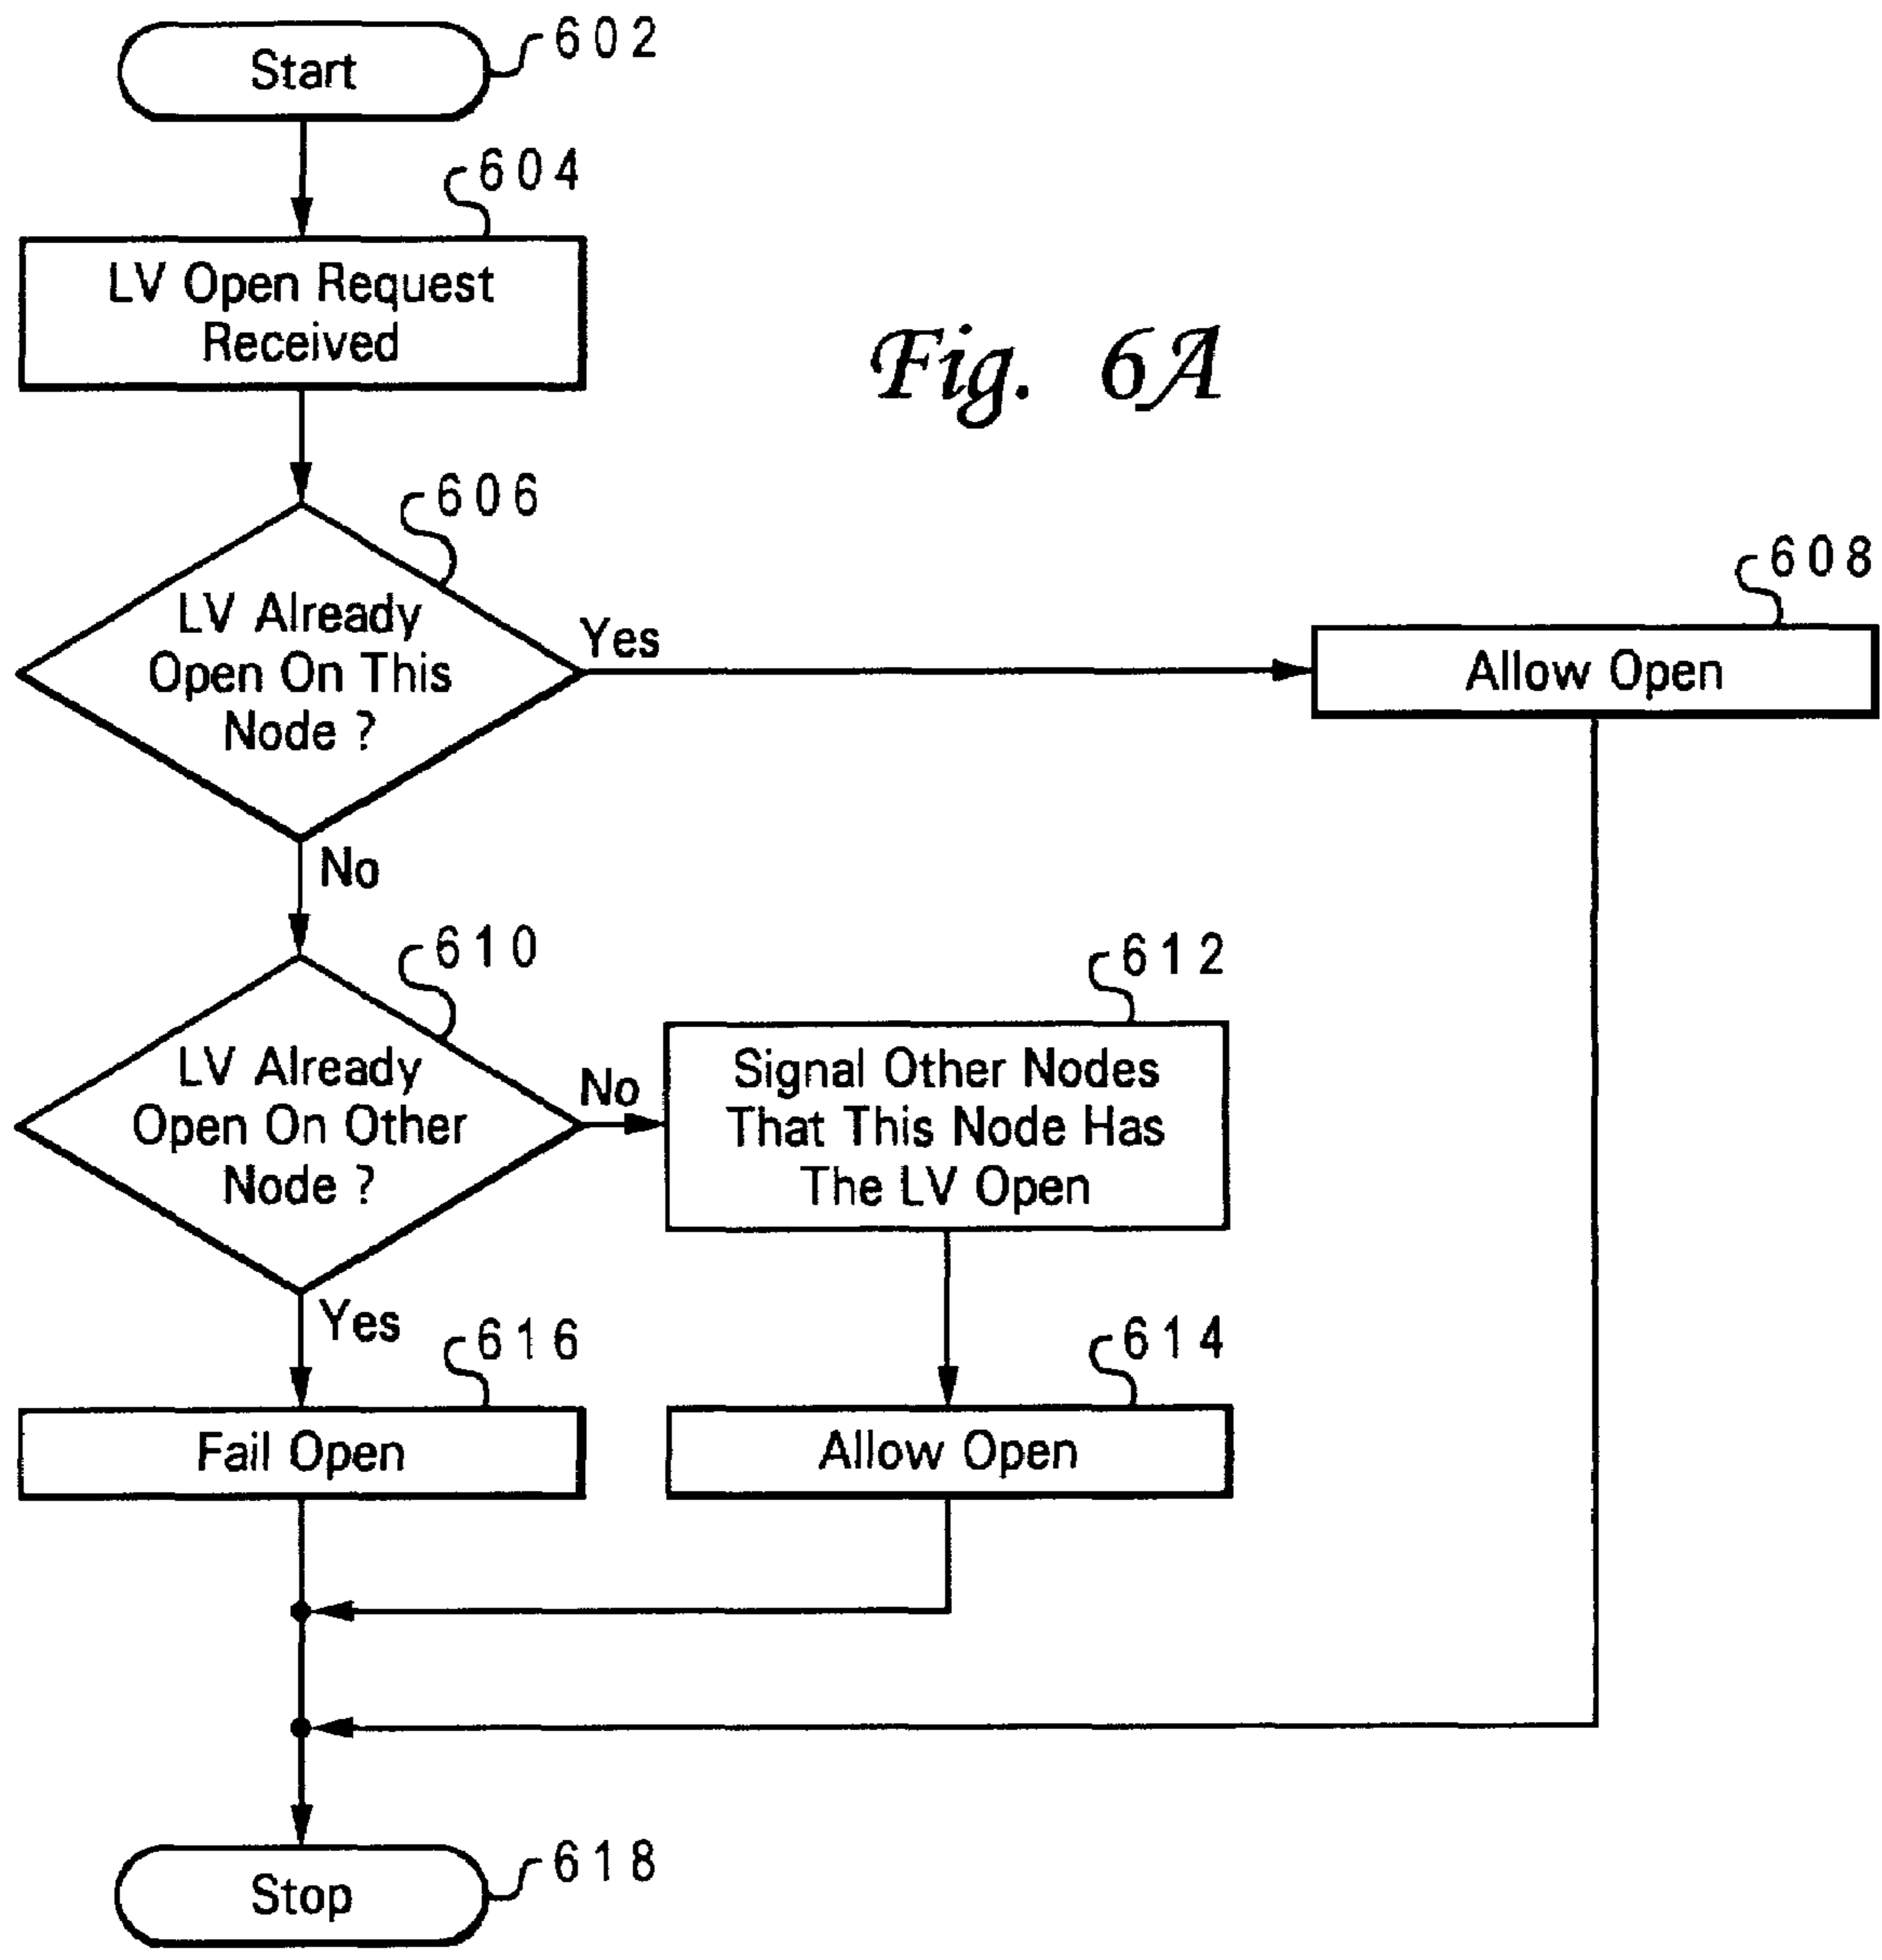 602
Start
604
LV Open Request
Received
Fig. 6A
606
LV Already
Open On This
Node ?
Yes
608
Allow Open
No
610
LV Already
Open On Other
Node ?
No
612
Signal Other Nodes
That This Node Has
The LV Open
Yes
616
Fail Open
614
Allow Open
618
Stop